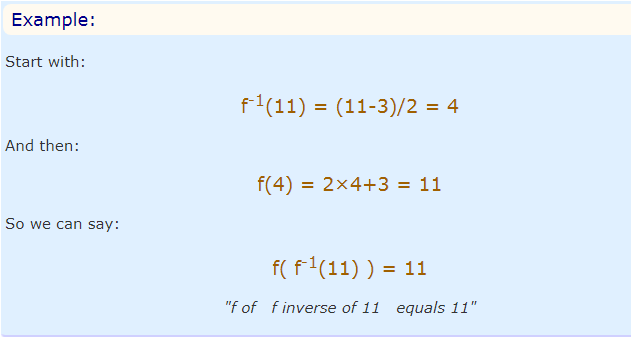 Example:
Start with:
f⁻¹(11) = (11-3)/2 = 4
And then:
f(4) = 2×4+3 = 11
So we can say:
f( f⁻¹(11) ) = 11
"f of   f inverse of 11   equals 11"